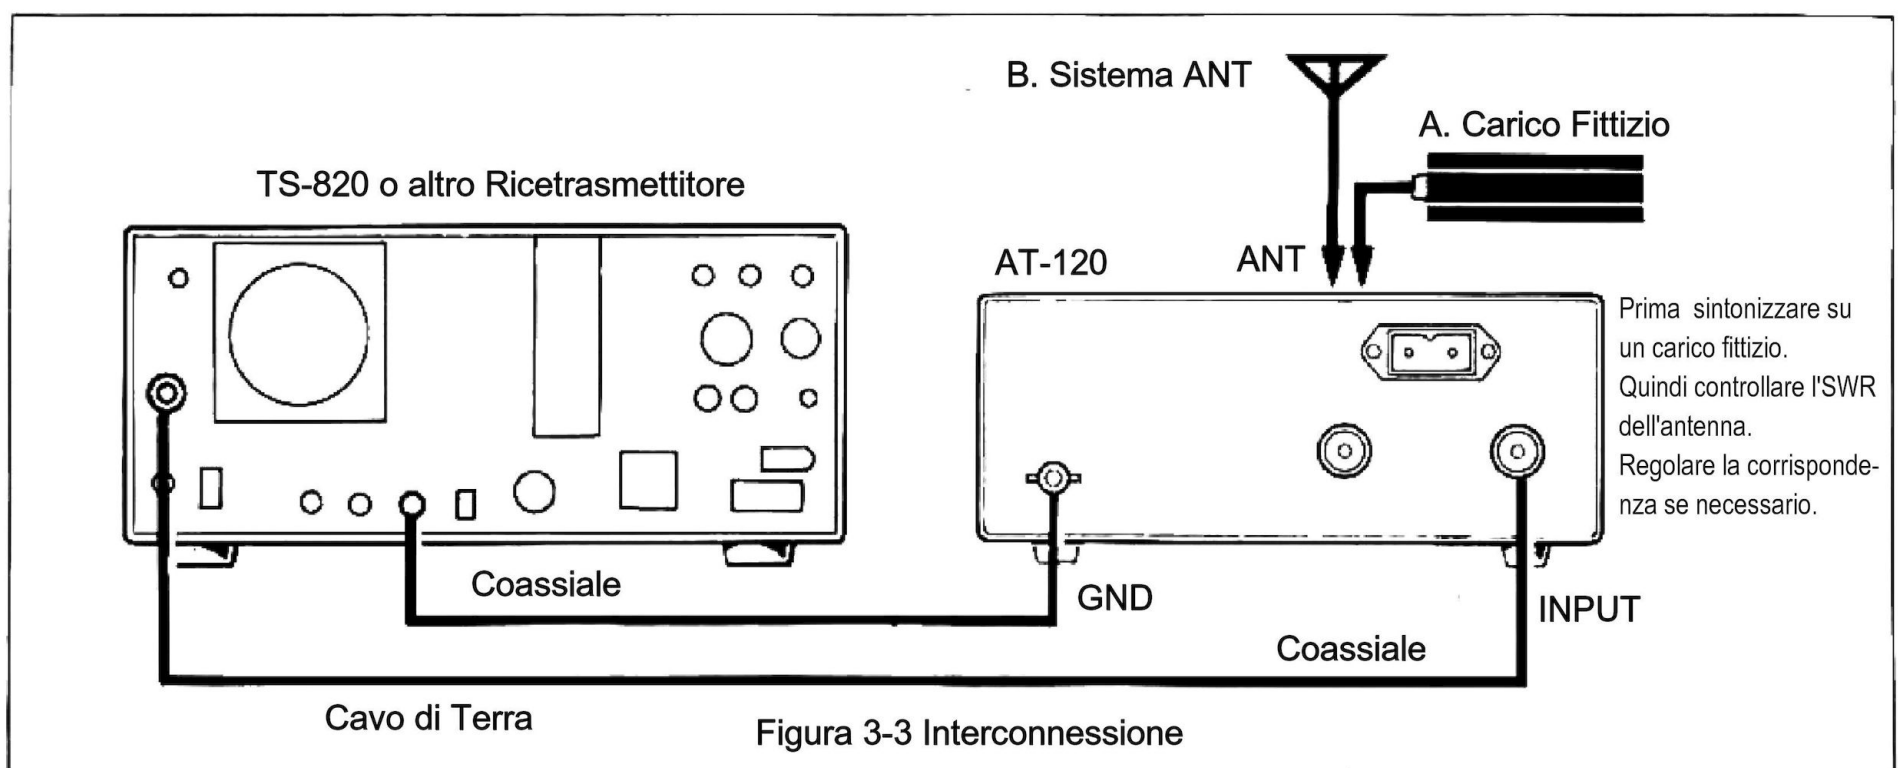 B. Sistema ANT
A. Carico Fittizio
TS-820 o altro Ricetrasmettitore
AT-120
ANT
Prima sintonizzare su
un carico fittizio.
Quindi controllare l'SWR
dell'antenna.
Regolare la corrisponde-
nza se necessario.
Coassiale
GND
INPUT
Coassiale
Cavo di Terra
Figura 3-3 Interconnessione